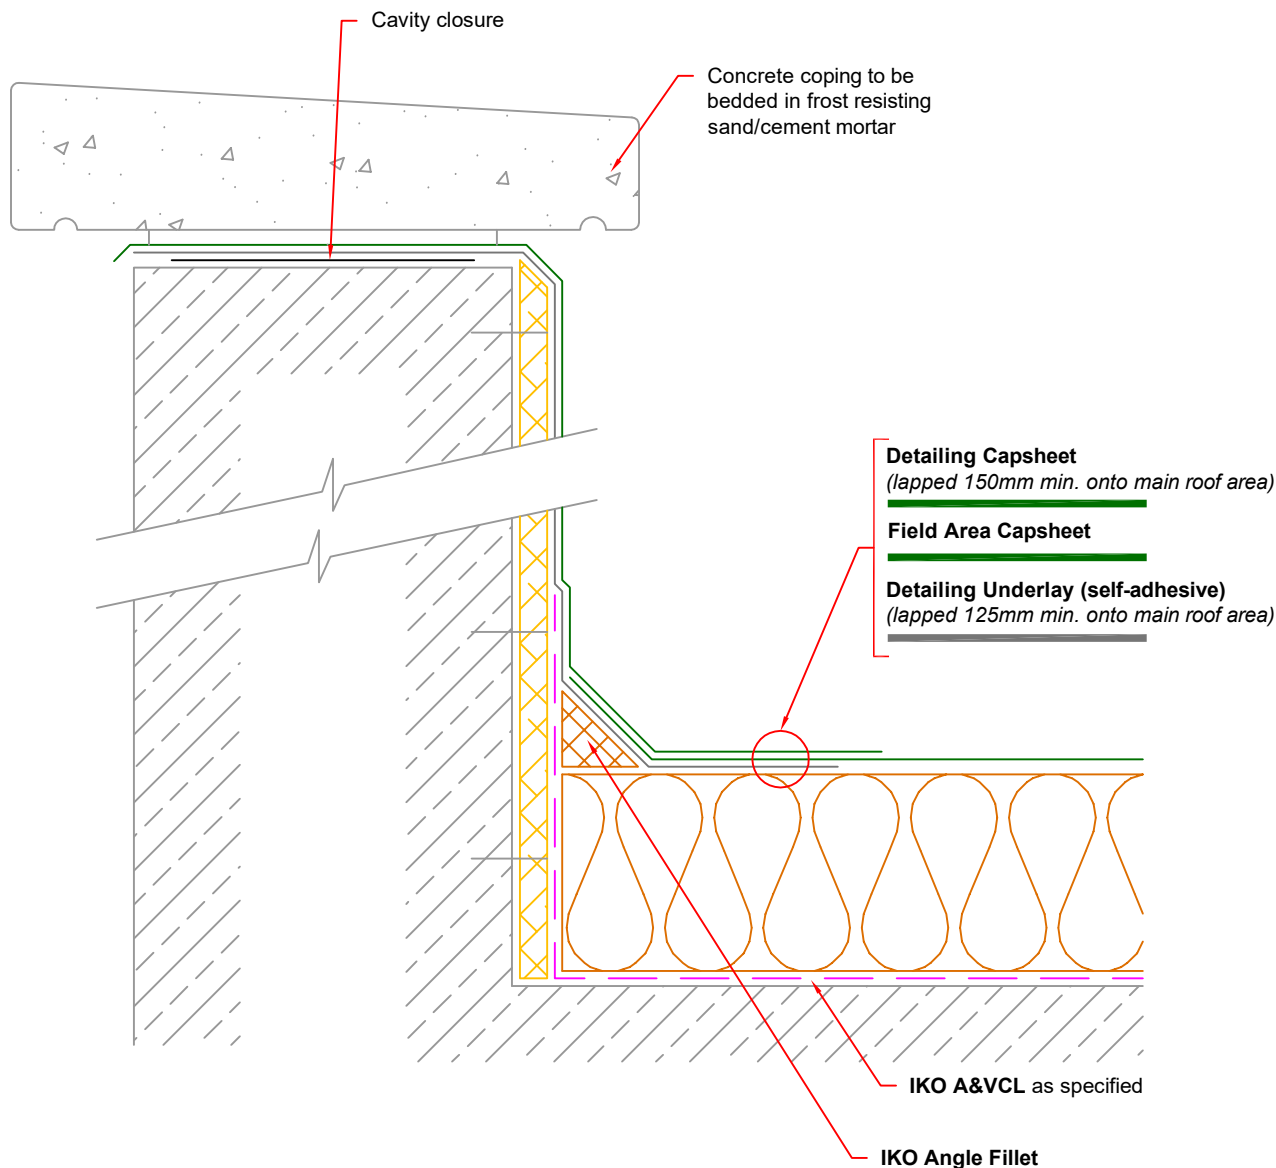 Cavity closure
Concrete coping to be
bedded in frost resisting
sand/cement mortar
Detailing Capsheet
(lapped 150mm min. onto main roof area)
Field Area Capsheet
Detailing Underlay (self-adhesive)
(lapped 125mm min. onto main roof area)
IKO A&VCL as specified
IKO Angle Fillet